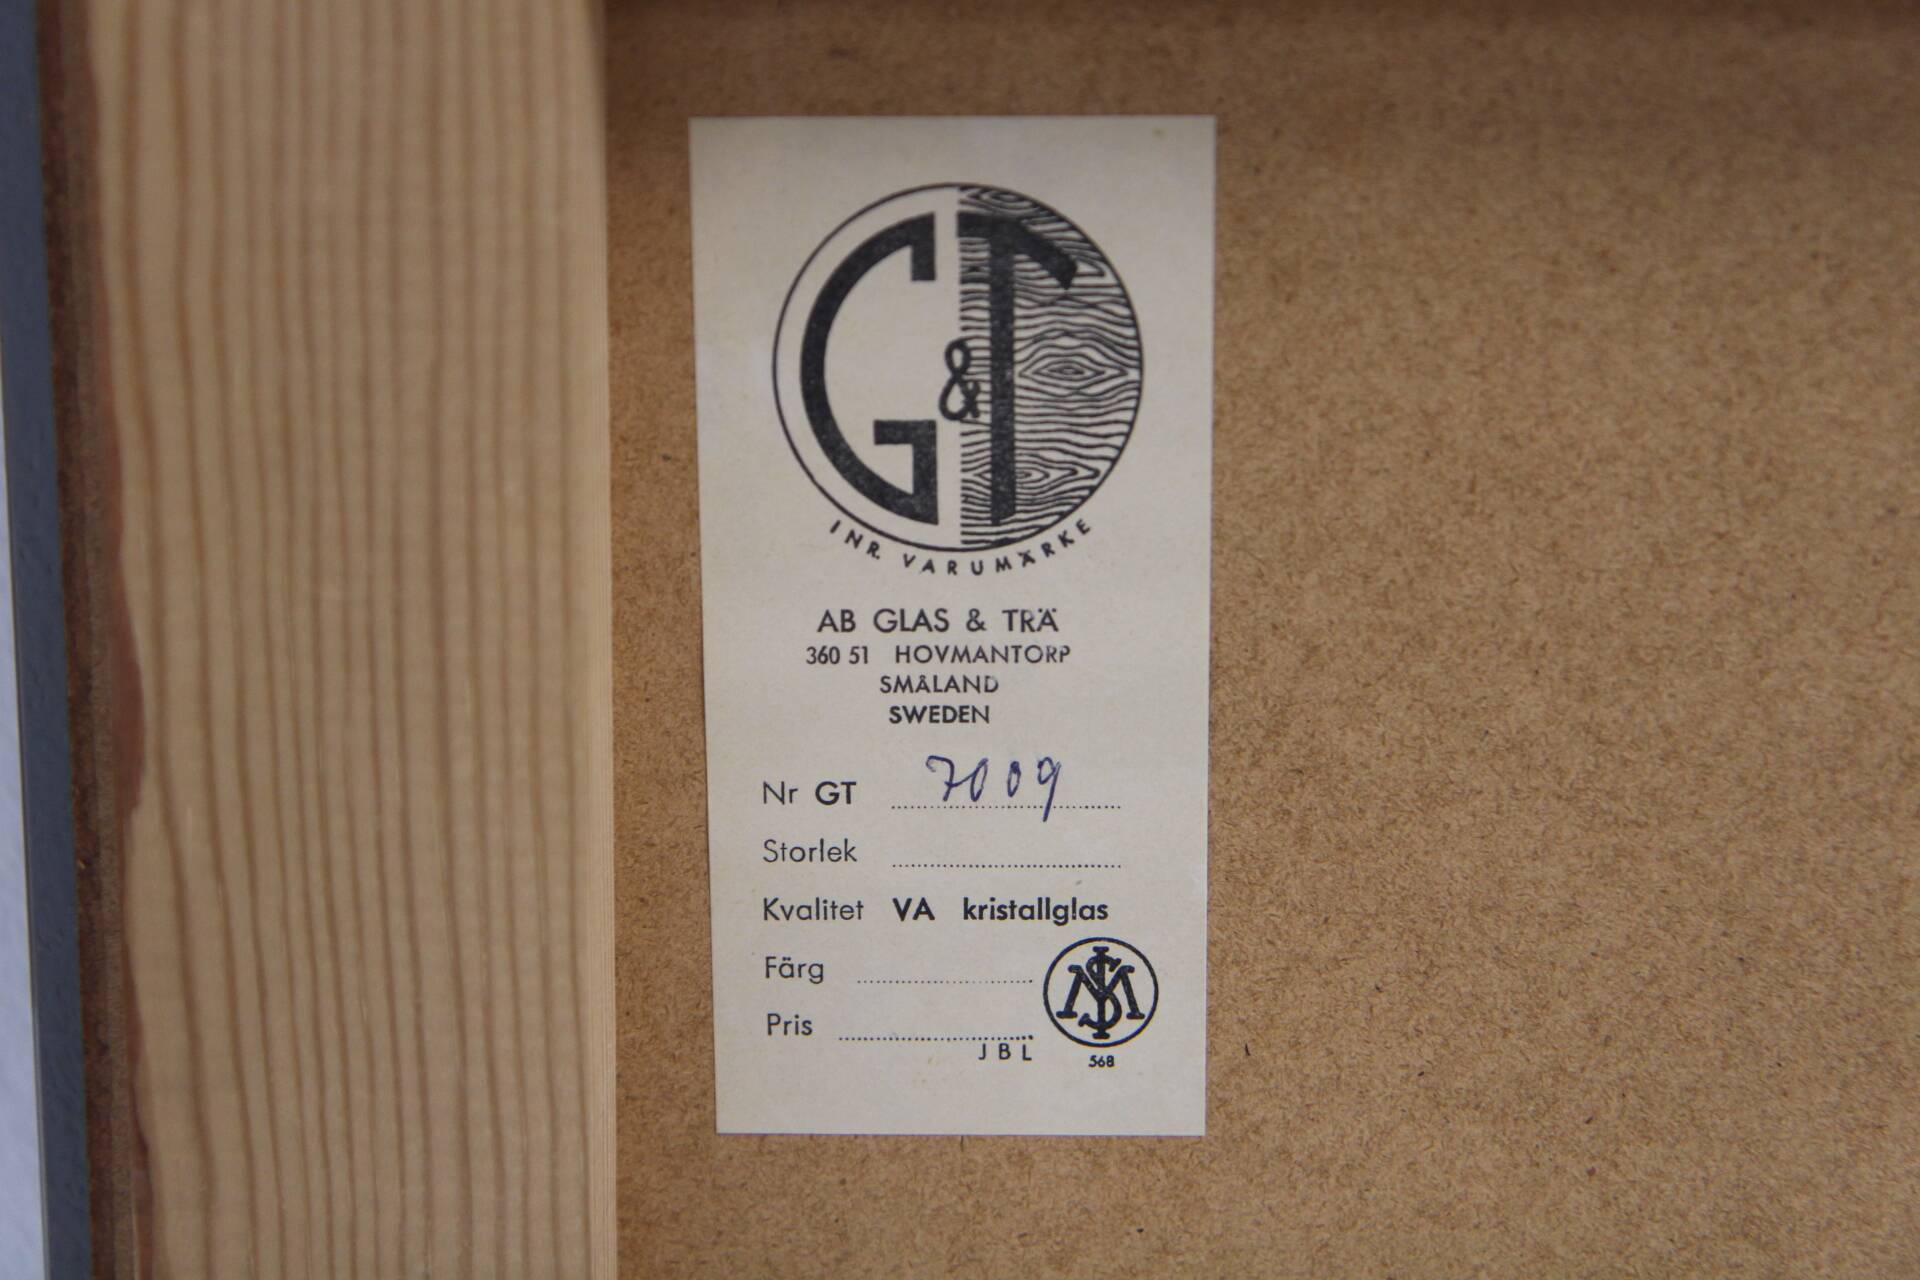 G&T
INR. VARUMÄRKE
AB GLAS & TRÄ
360 51 HOVMANTORP
SMÅLAND
SWEDEN
Nr GT 7009
Storlek
Kvalitet VA kristallglas
Färg
Pris
JBL
SIM
568